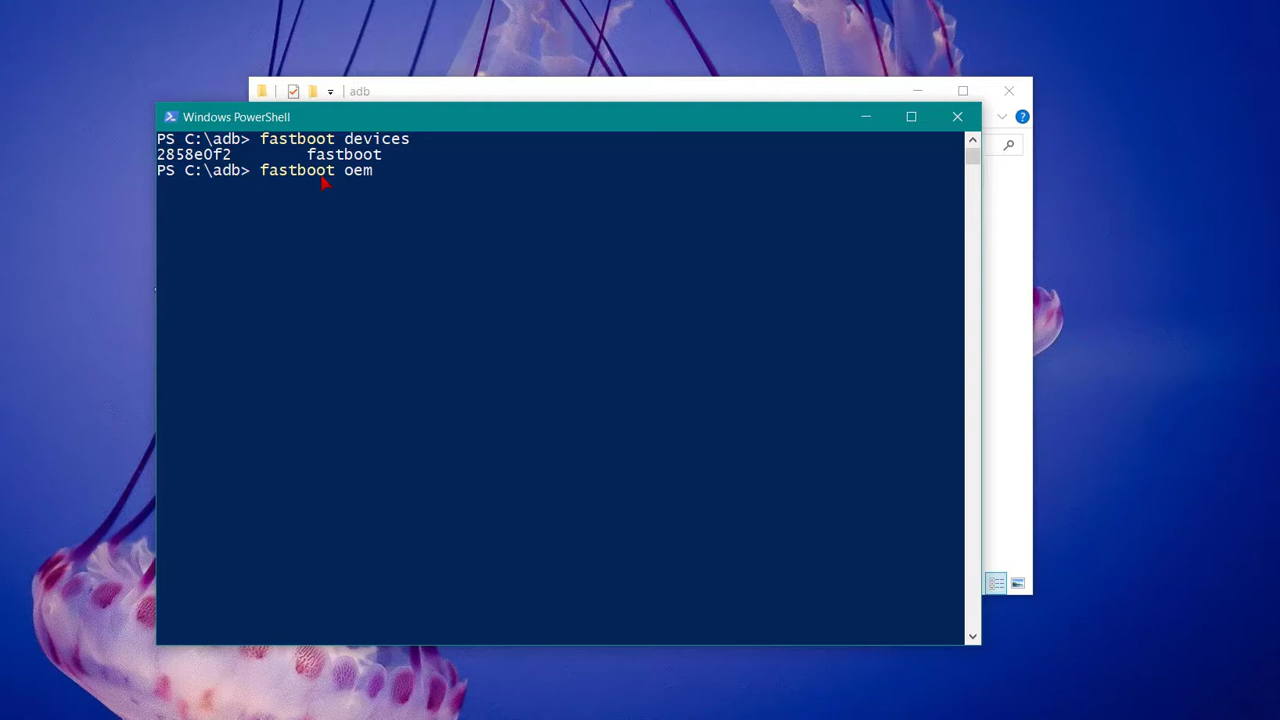 adb
Windows PowerShell
PS C:\adb> fastboot devices
2858e0f2        fastboot
PS C:\adb> fastboot oem